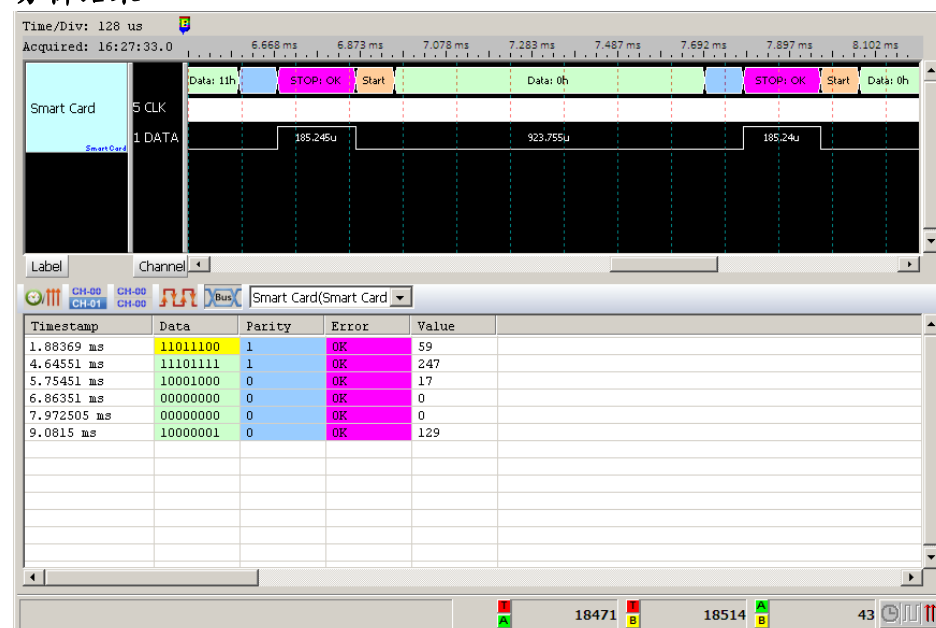 Time/Div: 128 us
Acquired: 16:27:33.0
6.668 ms 6.873 ms 7.078 ms 7.283 ms 7.487 ms 7.692 ms 7.897 ms 8.102 ms
Data: 11h STOP: OK Start Data: 0h STOP: OK Start Data: 0h
Smart Card 5 CLK
1 DATA 185.245u 923.755u 185.24u
Smart Card
Label Channel
CH-00 CH-00
CH-01 CH-00
Bus Smart Card(Smart Card
Timestamp Data Parity Error Value
1.88369 ms 11011100 1 OK 59
4.64551 ms 11101111 1 OK 247
5.75451 ms 10001000 0 OK 17
6.86351 ms 00000000 0 OK 0
7.972505 ms 00000000 0 OK 0
9.0815 ms 10000001 0 OK 129
T A 18471 T B 18514 A B 43